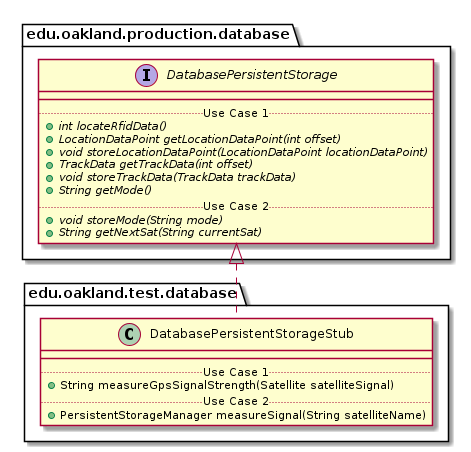 edu.oakland.production.database
I DatabasePersistentStorage
Use Case 1
int locateRfidData()
LocationDataPoint getLocationDataPoint(int offset)
void storeLocationDataPoint(LocationDataPoint locationDataPoint)
TrackData getTrackData(int offset)
void storeTrackData(TrackData trackData)
String getMode()
Use Case 2
void storeMode(String mode)
String getNextSat(String currentSat)
edu.oakland.test.database
C DatabasePersistentStorageStub
Use Case 1
String measureGpsSignalStrength(Satellite satelliteSignal)
Use Case 2
PersistentStorageManager measureSignal(String satelliteName)